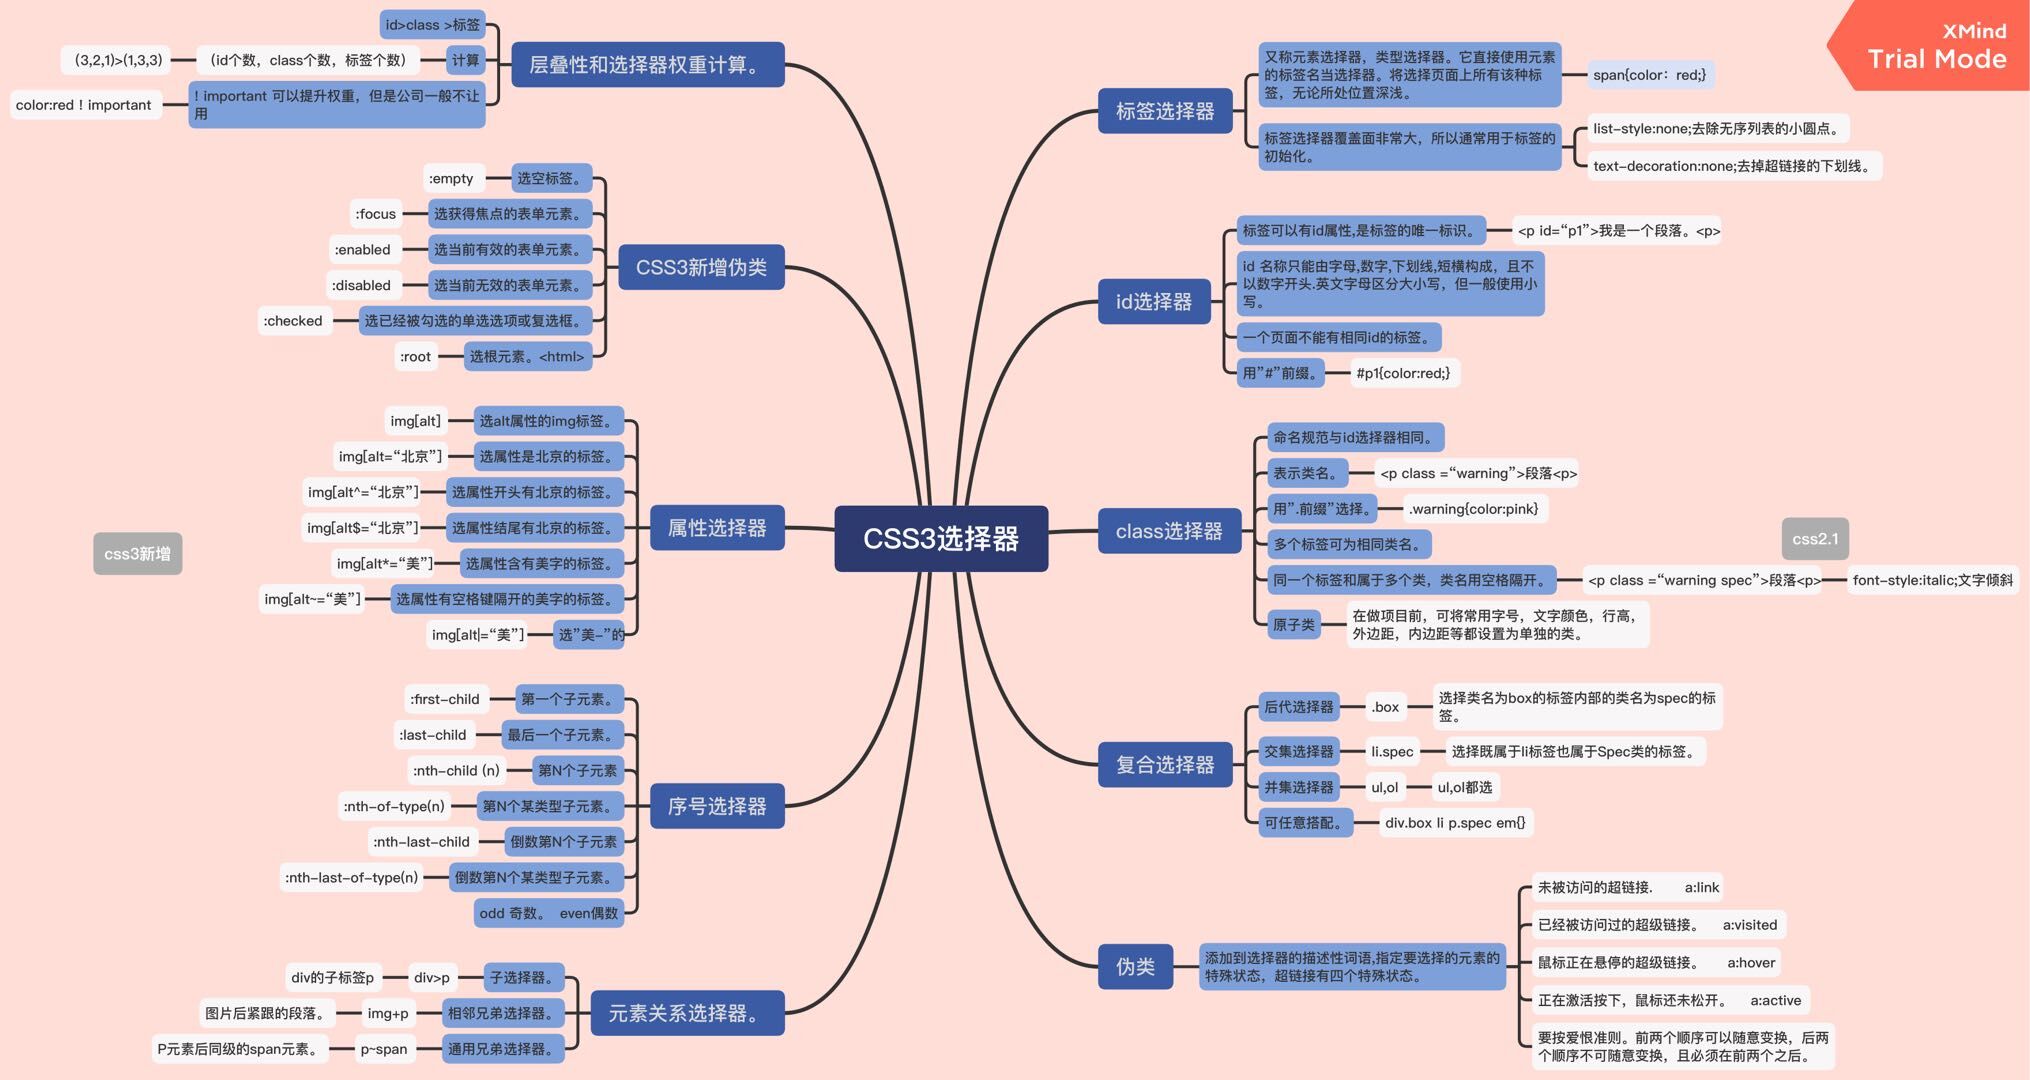 XMind
Trial Mode
CSS3选择器
标签选择器
又称元素选择器，类型选择器。它直接使用元素
的标签名当选择器。将选择页面上所有该种标
签，无论所处位置深浅。
span{color：red;}
标签选择器覆盖面非常大，所以通常用于标签的
初始化。
list-style:none;去除无序列表的小圆点。
text-decoration:none;去掉超链接的下划线。
id选择器
标签可以有id属性,是标签的唯一标识。
<p id=“p1”>我是一个段落。<p>
id 名称只能由字母,数字,下划线,短横构成，且不
以数字开头.英文字母区分大小写，但一般使用小
写。
一个页面不能有相同id的标签。
用”#”前缀。
#p1{color:red;}
class选择器
命名规范与id选择器相同。
表示类名。
<p class =“warning”>段落<p>
用”.前缀”选择。
.warning{color:pink}
多个标签可为相同类名。
同一个标签和属于多个类，类名用空格隔开。
<p class =“warning spec”>段落<p>
font-style:italic;文字倾斜
原子类
在做项目前，可将常用字号，文字颜色，行高，
外边距，内边距等都设置为单独的类。
css2.1
复合选择器
后代选择器
.box
选择类名为box的标签内部的类名为spec的标
签。
交集选择器
li.spec
选择既属于li标签也属于Spec类的标签。
并集选择器
ul,ol
ul,ol都选
可任意搭配。
div.box li p.spec em{}
伪类
添加到选择器的描述性词语,指定要选择的元素的
特殊状态，超链接有四个特殊状态。
未被访问的超链接. a:link
已经被访问过的超级链接。 a:visited
鼠标正在悬停的超级链接。 a:hover
正在激活按下，鼠标还未松开。 a:active
要按爱恨准则。前两个顺序可以随意变换，后两
个顺序不可随意变换，且必须在前两个之后。
层叠性和选择器权重计算。
id>class >标签
计算
（id个数，class个数，标签个数）
（3,2,1)>(1,3,3)
! important 可以提升权重，但是公司一般不让
用
color:red ! important
CSS3新增伪类
选空标签。
:empty
选获得焦点的表单元素。
:focus
选当前有效的表单元素。
:enabled
选当前无效的表单元素。
:disabled
选已经被勾选的单选选项或复选框。
:checked
选根元素。<html>
:root
属性选择器
选alt属性的img标签。
img[alt]
选属性是北京的标签。
img[alt=“北京”]
选属性开头有北京的标签。
img[alt^=“北京”]
选属性结尾有北京的标签。
img[alt$=“北京”]
选属性含有美字的标签。
img[alt*=“美”]
选属性有空格键隔开的美字的标签。
img[alt~=“美”]
选”美-”的
img[alt|=“美”]
css3新增
序号选择器
第一个子元素。
:first-child
最后一个子元素。
:last-child
第N个子元素
:nth-child (n)
第N个某类型子元素。
:nth-of-type(n)
倒数第N个子元素
:nth-last-child
倒数第N个某类型子元素。
:nth-last-of-type(n)
odd 奇数。 even偶数
元素关系选择器。
子选择器。
div>p
div的子标签p
相邻兄弟选择器。
img+p
图片后紧跟的段落。
通用兄弟选择器。
p~span
P元素后同级的span元素。